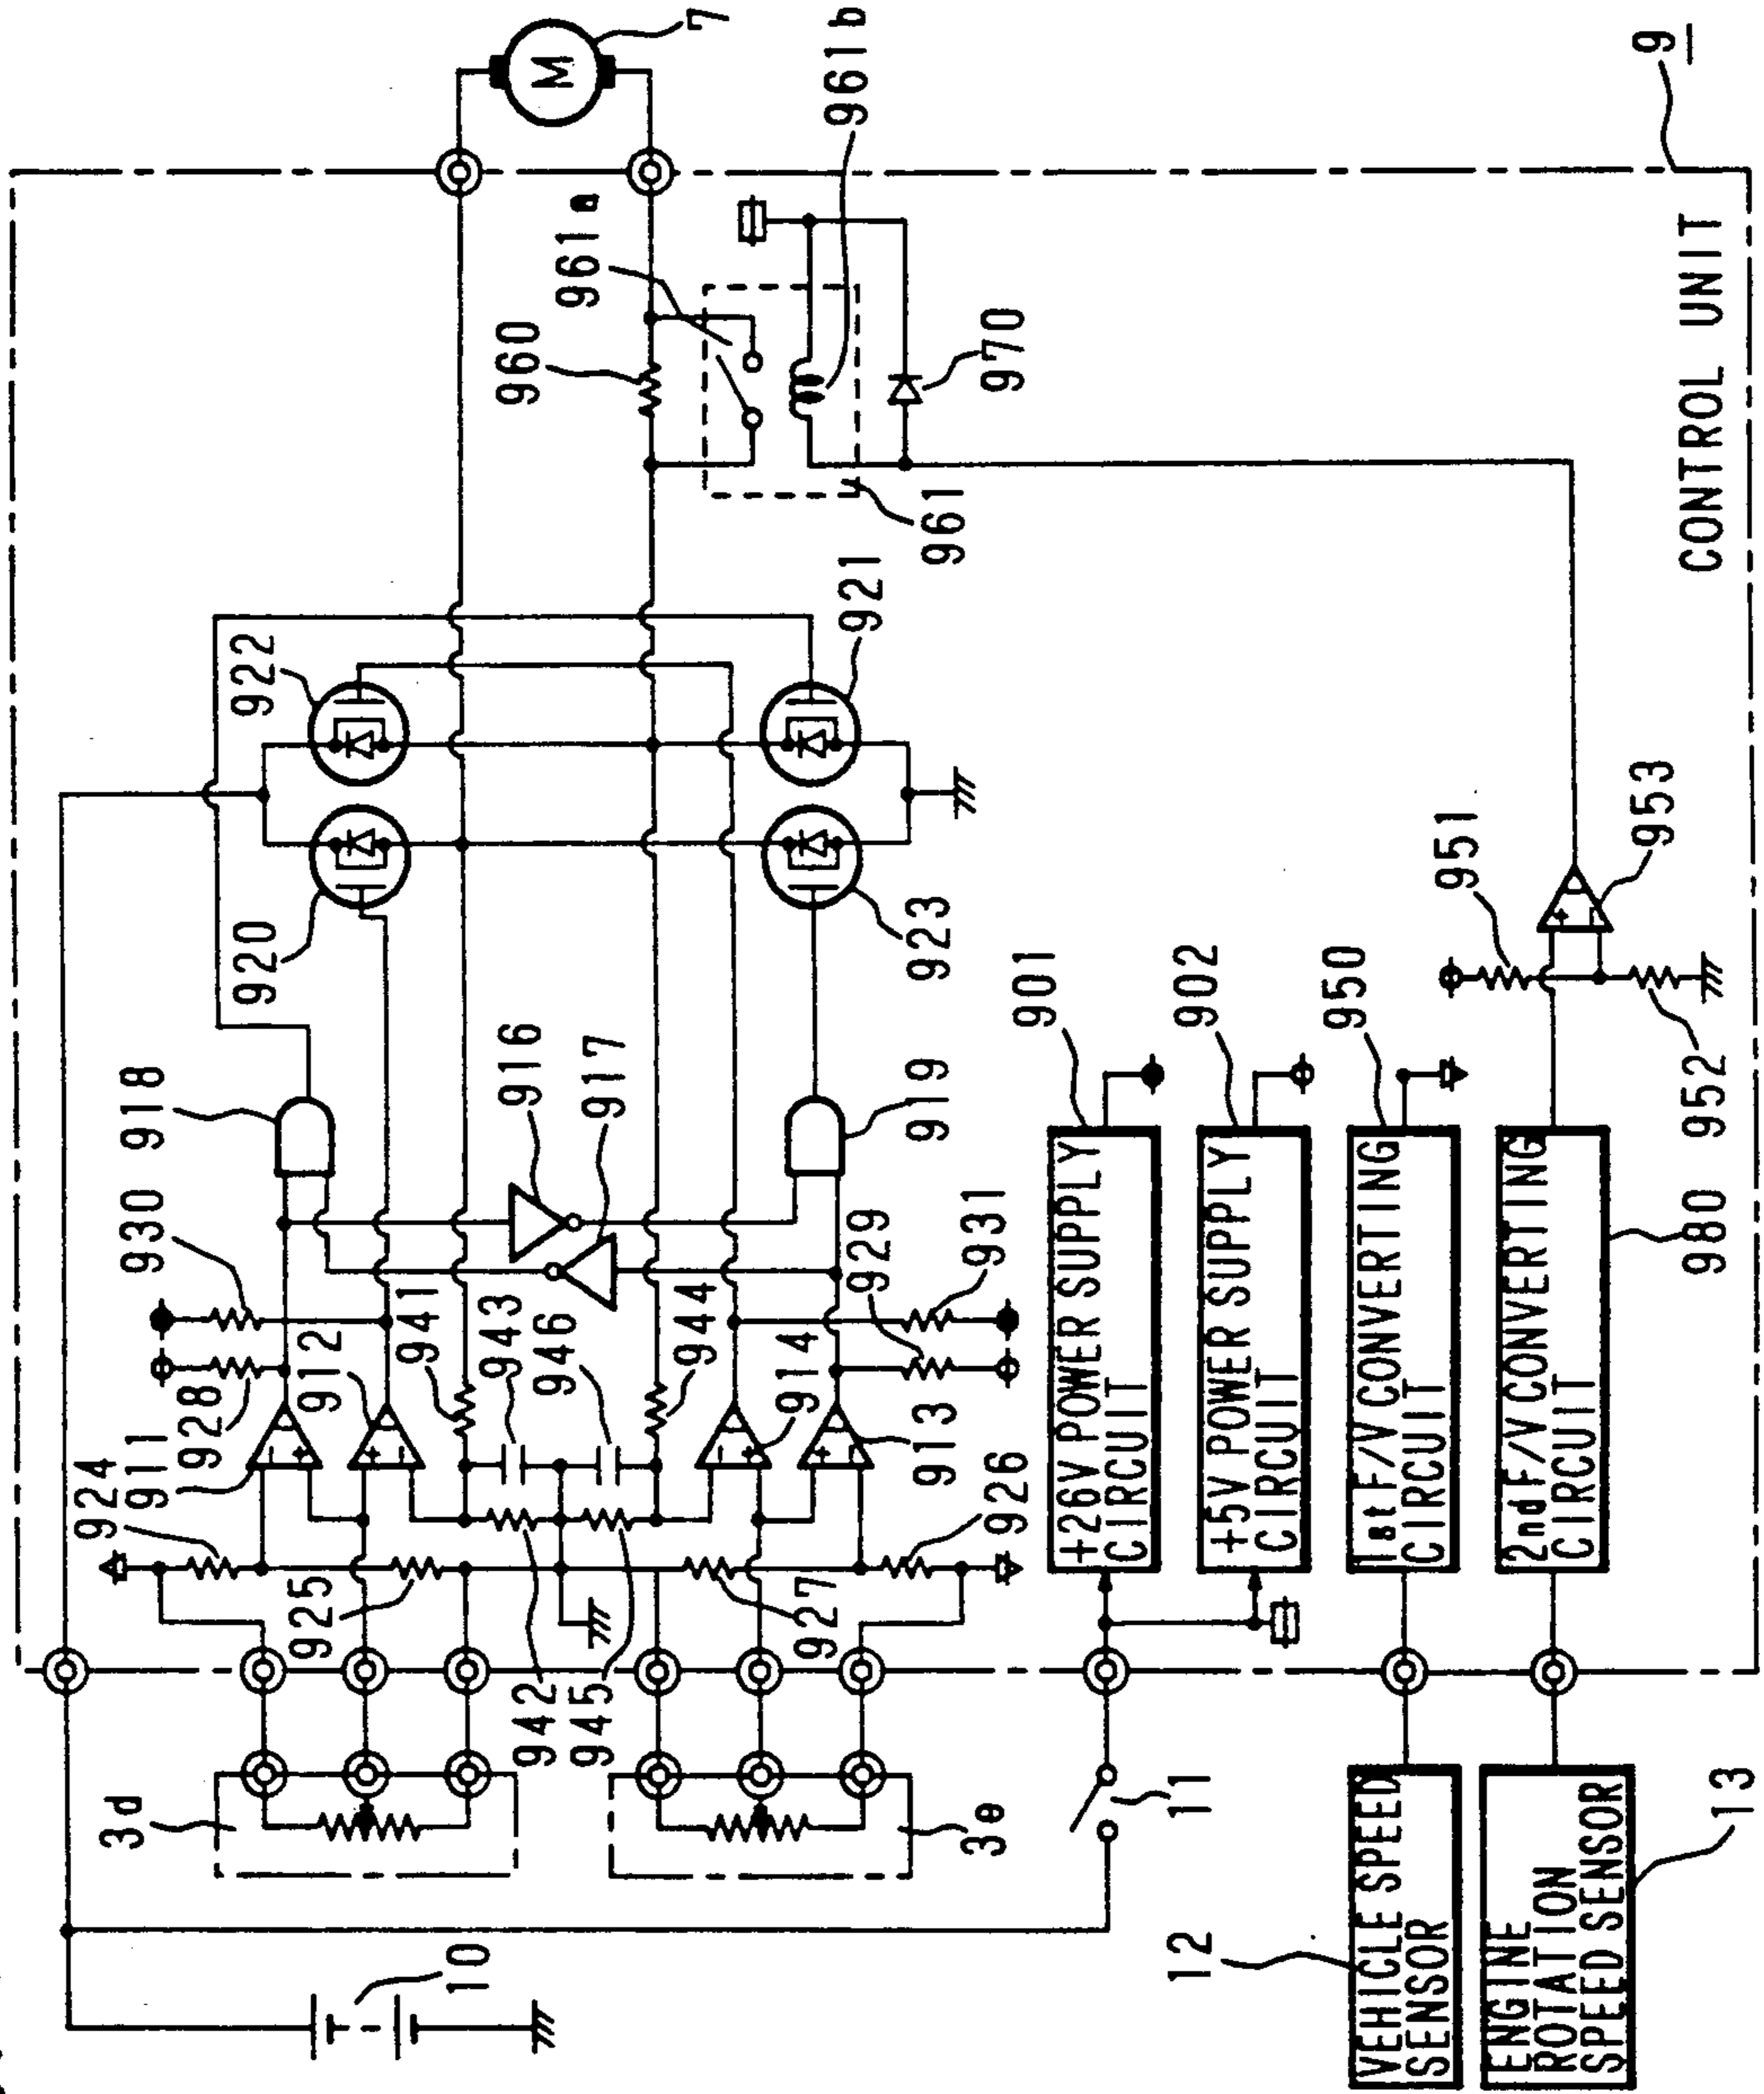 7
M
961b
9
961a
960
970
961
CONTROL UNIT
922
921
920
923
951
953
901
902
950
952
918
916
917
919
930
928
911
912
941
943
946
944
914
913
931
929
924
925
942
945
927
926
+26V POWER SUPPLY
CIRCUIT
+5V POWER SUPPLY
CIRCUIT
1st F/V CONVERTING
CIRCUIT
2nd F/V CONVERTING
CIRCUIT
980
3d
3e
10
11
12
VEHICLE SPEED
SENSOR
ENGINE
ROTATION
SPEED SENSOR
13
+
-
+
-
+
-
+
-
+
-